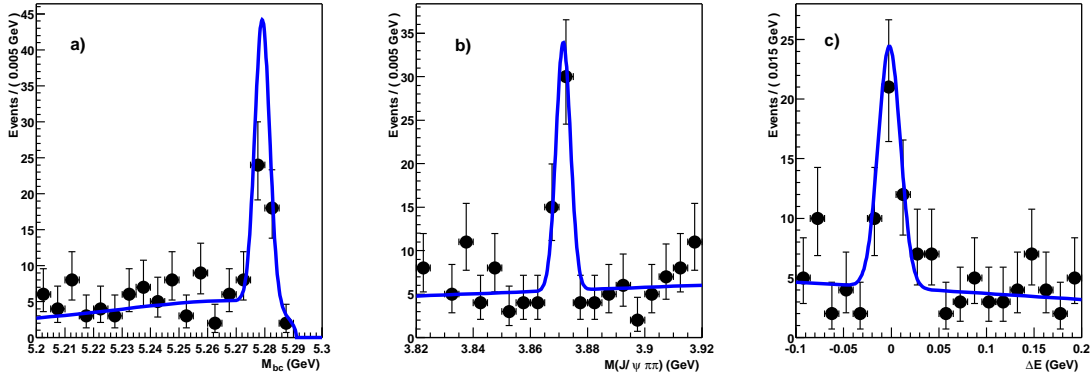 a)
Events / ( 0.005 GeV )
45
40
35
30
25
20
15
10
5
0
5.2 5.21 5.22 5.23 5.24 5.25 5.26 5.27 5.28 5.29 5.3
M_bc (GeV)
b)
Events / ( 0.005 GeV )
35
30
25
20
15
10
5
0
3.82 3.84 3.86 3.88 3.9 3.92
M(J/ ψ ππ) (GeV)
c)
Events / ( 0.015 GeV )
25
20
15
10
5
0
-0.1 -0.05 0 0.05 0.1 0.15 0.2
ΔE (GeV)